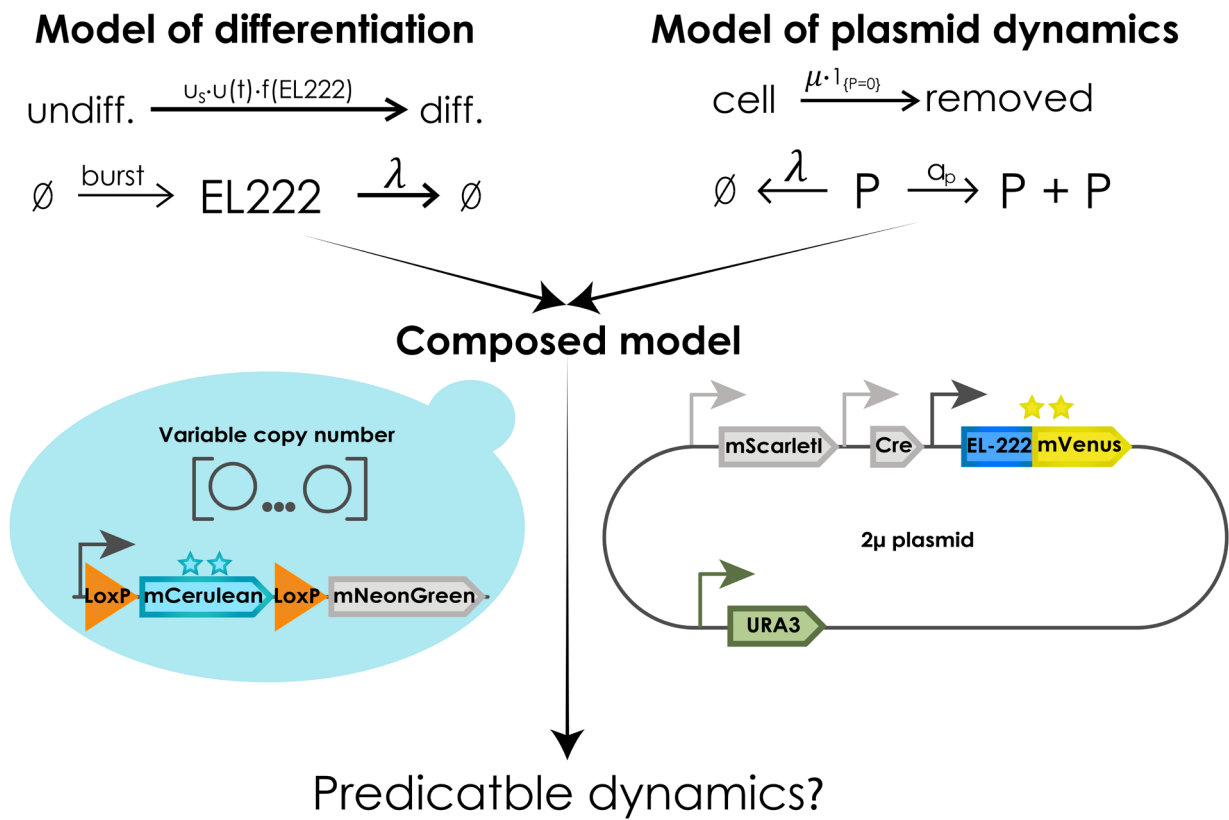 Model of differentiation
Model of plasmid dynamics
undiff. uₛ·u(t)·f(EL222) diff.
cell μ·1{P=0} removed
∅ burst EL222 λ ∅
∅ λ P aₚ P + P
Composed model
Variable copy number
[ ... ]
LoxP mCerulean LoxP mNeonGreen
mScarletI Cre EL-222 mVenus
2μ plasmid
URA3
Predicatble dynamics?